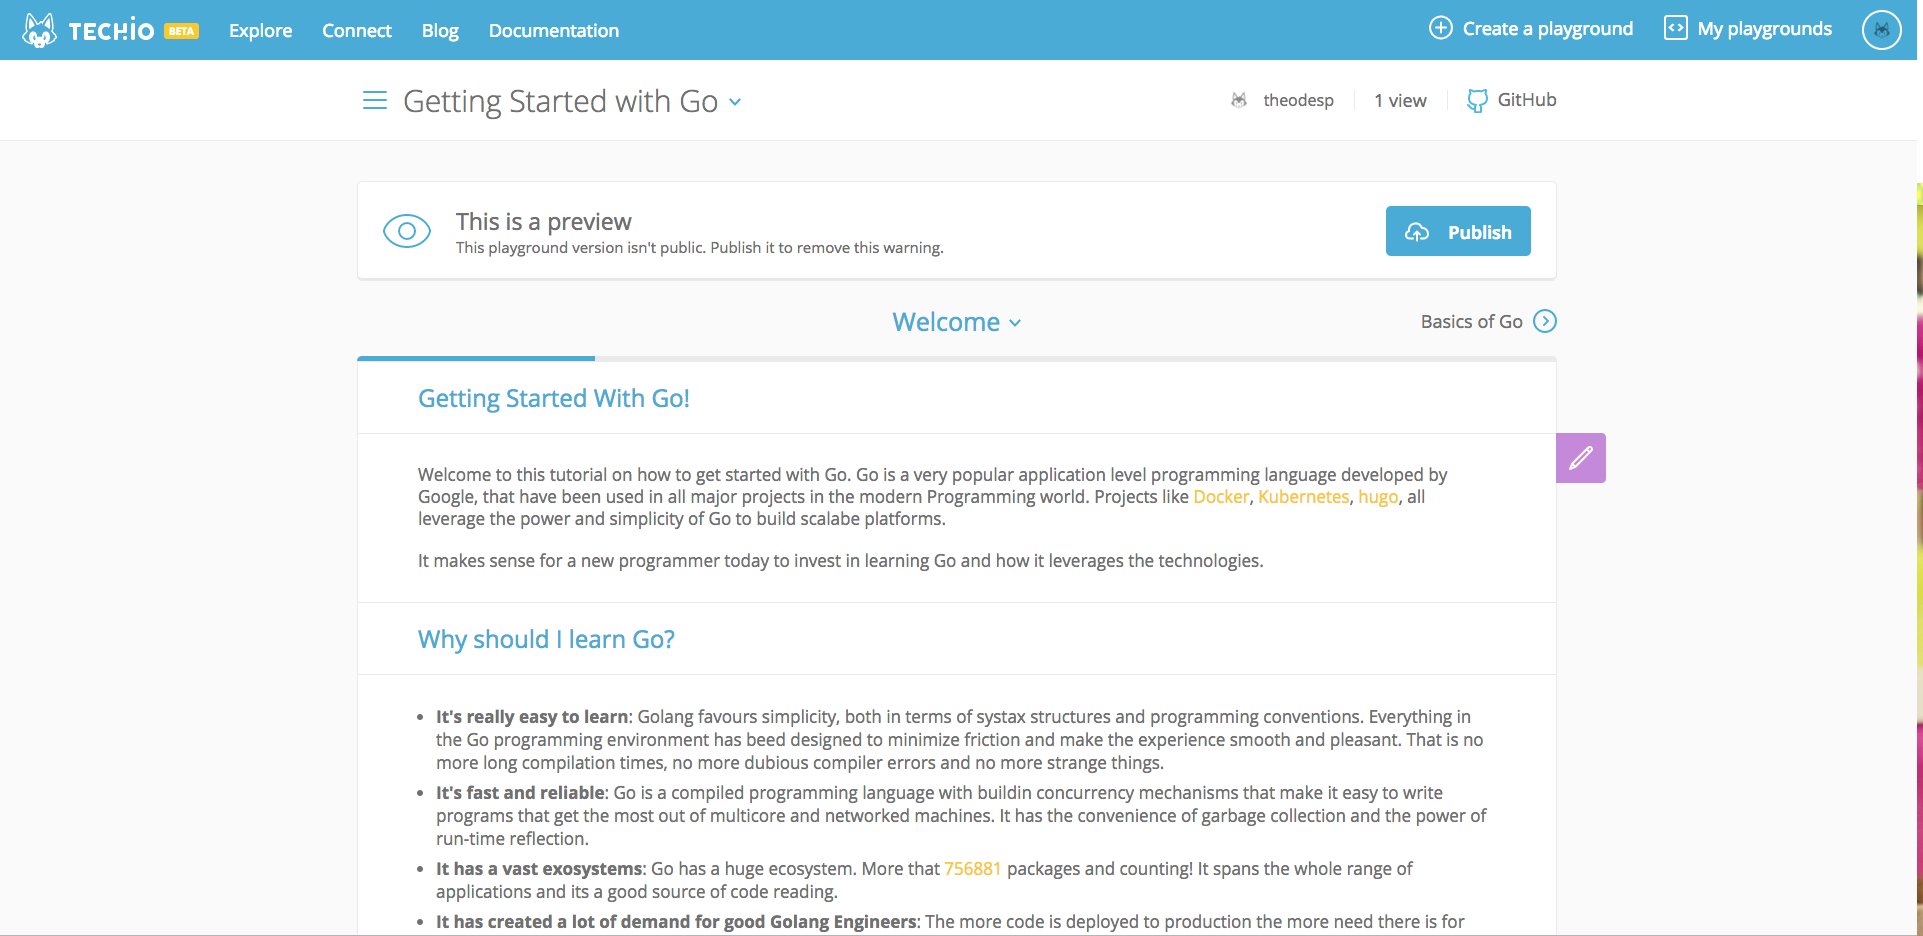 TECHIO BETA Explore Connect Blog Documentation Create a playground My playgrounds
Getting Started with Go theodesp 1 view GitHub
This is a preview
This playground version isn't public. Publish it to remove this warning.
Publish
Welcome Basics of Go
Getting Started With Go!
Welcome to this tutorial on how to get started with Go. Go is a very popular application level programming language developed by
Google, that have been used in all major projects in the modern Programming world. Projects like Docker, Kubernetes, hugo, all
leverage the power and simplicity of Go to build scalabe platforms.
It makes sense for a new programmer today to invest in learning Go and how it leverages the technologies.
Why should I learn Go?
• It's really easy to learn: Golang favours simplicity, both in terms of systax structures and programming conventions. Everything in
the Go programming environment has beed designed to minimize friction and make the experience smooth and pleasant. That is no
more long compilation times, no more dubious compiler errors and no more strange things.
• It's fast and reliable: Go is a compiled programming language with buildin concurrency mechanisms that make it easy to write
programs that get the most out of multicore and networked machines. It has the convenience of garbage collection and the power of
run-time reflection.
• It has a vast exosystems: Go has a huge ecosystem. More that 756881 packages and counting! It spans the whole range of
applications and its a good source of code reading.
• It has created a lot of demand for good Golang Engineers: The more code is deployed to production the more need there is for